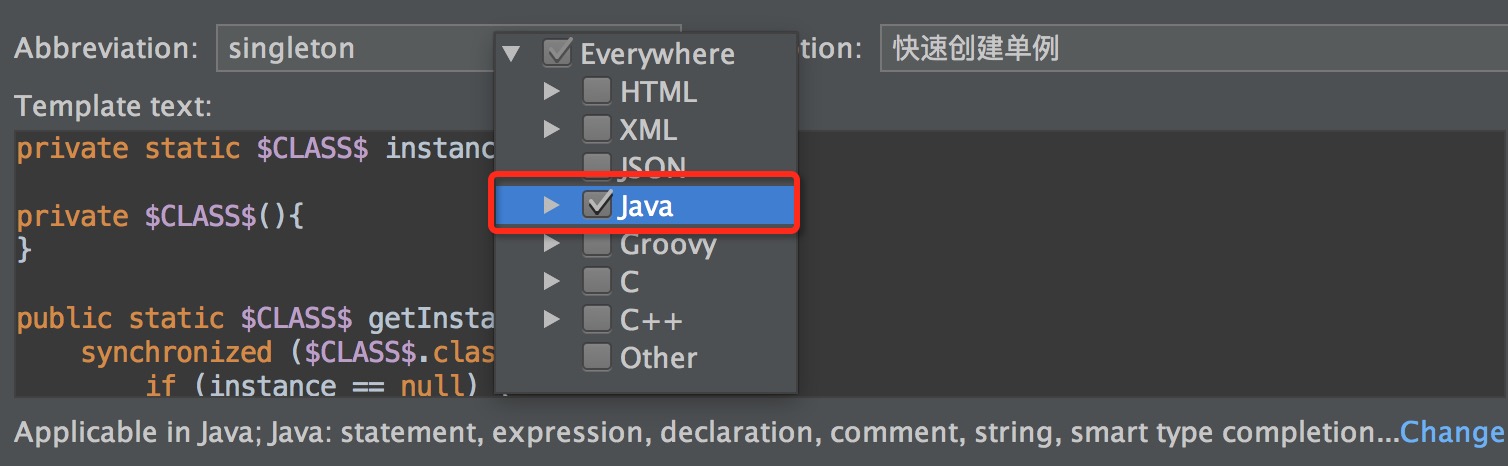 Abbreviation: singleton tion: 快速创建单例
Everywhere
HTML
Template text:
XML
private static $CLASS$ instanc
JSON
Java
private $CLASS$(){
Groovy
}
C
public static $CLASS$ getInsta
C++
synchronized ($CLASS$.clas
Other
if (instance == null) {
Applicable in Java; Java: statement, expression, declaration, comment, string, smart type completion...Change